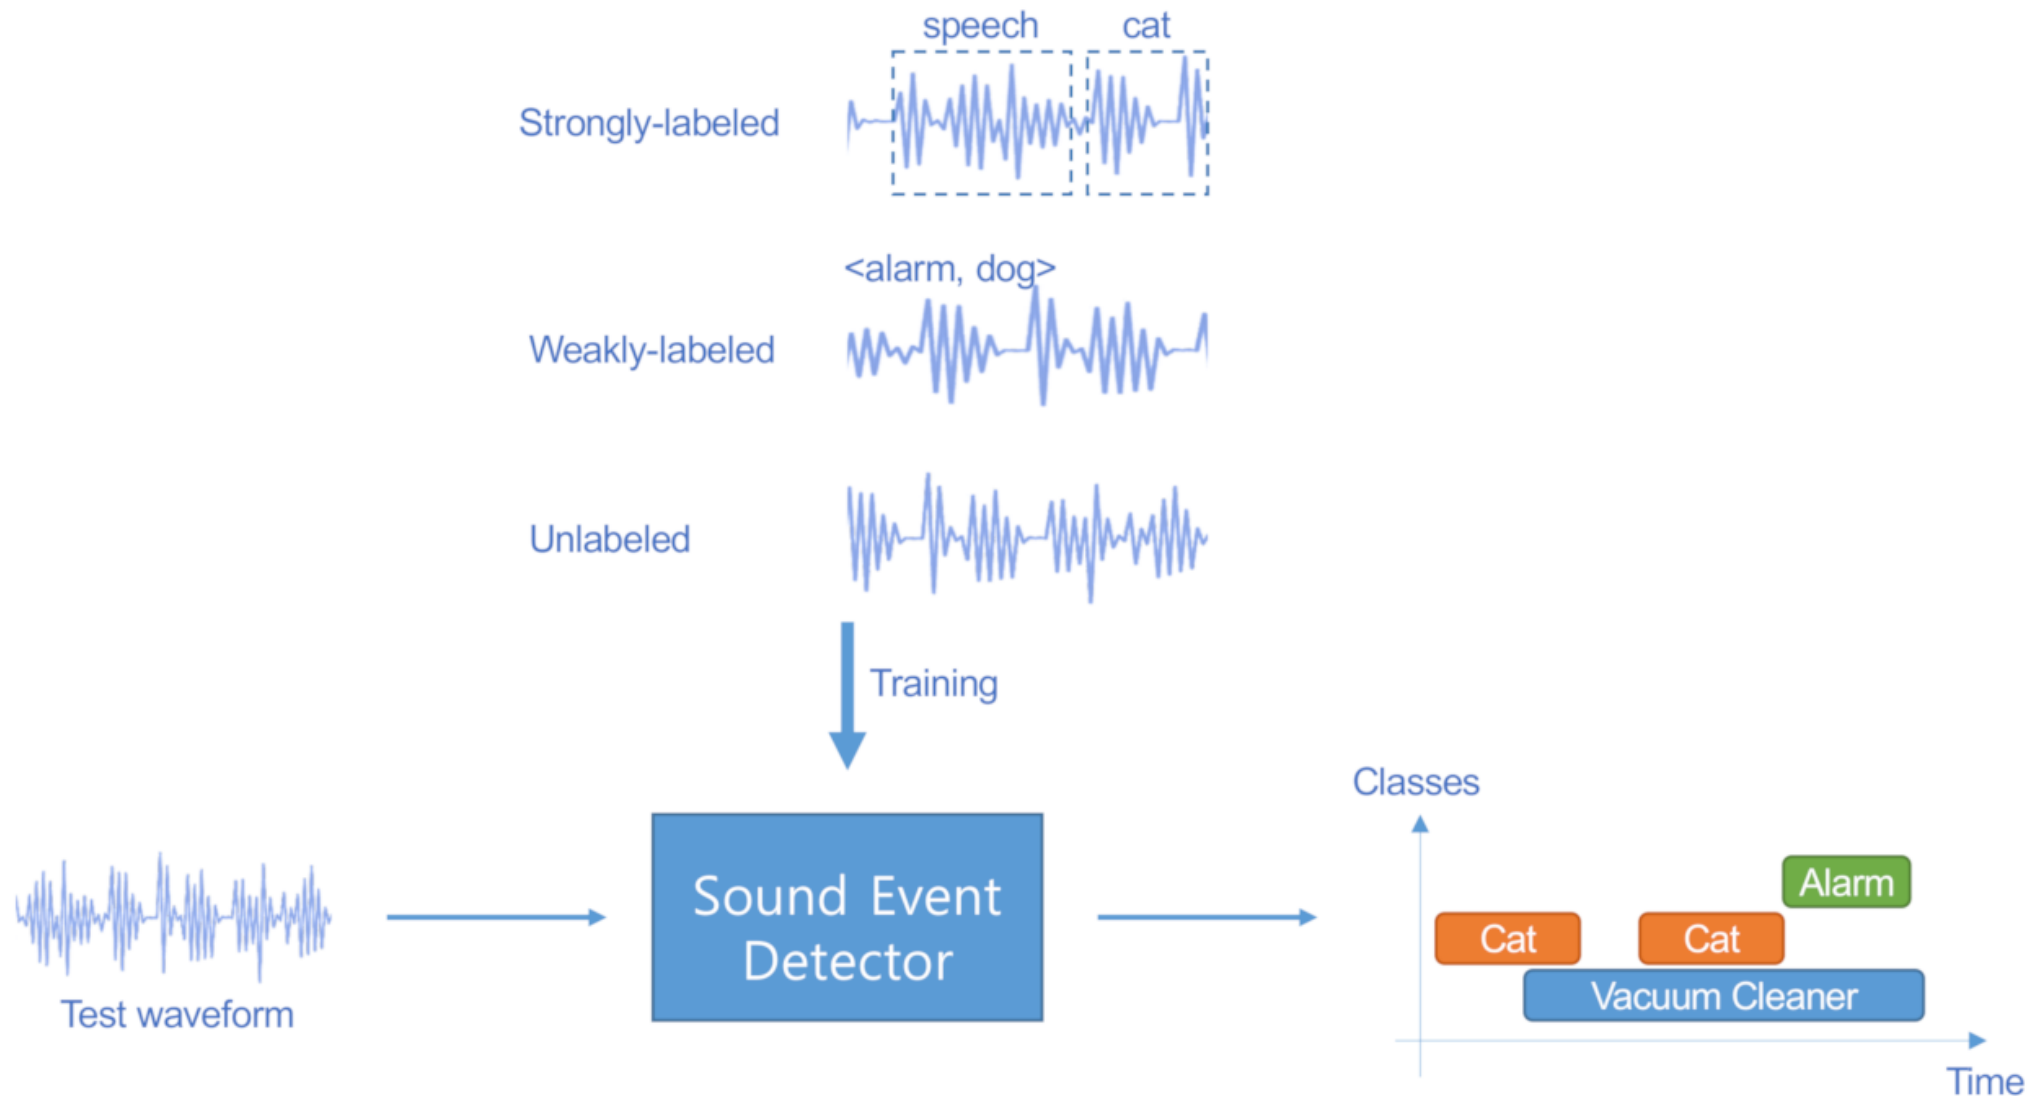 speech
cat
Strongly-labeled
<alarm, dog>
Weakly-labeled
Unlabeled
Training
Sound Event
Detector
Test waveform
Classes
Alarm
Cat
Cat
Vacuum Cleaner
Time